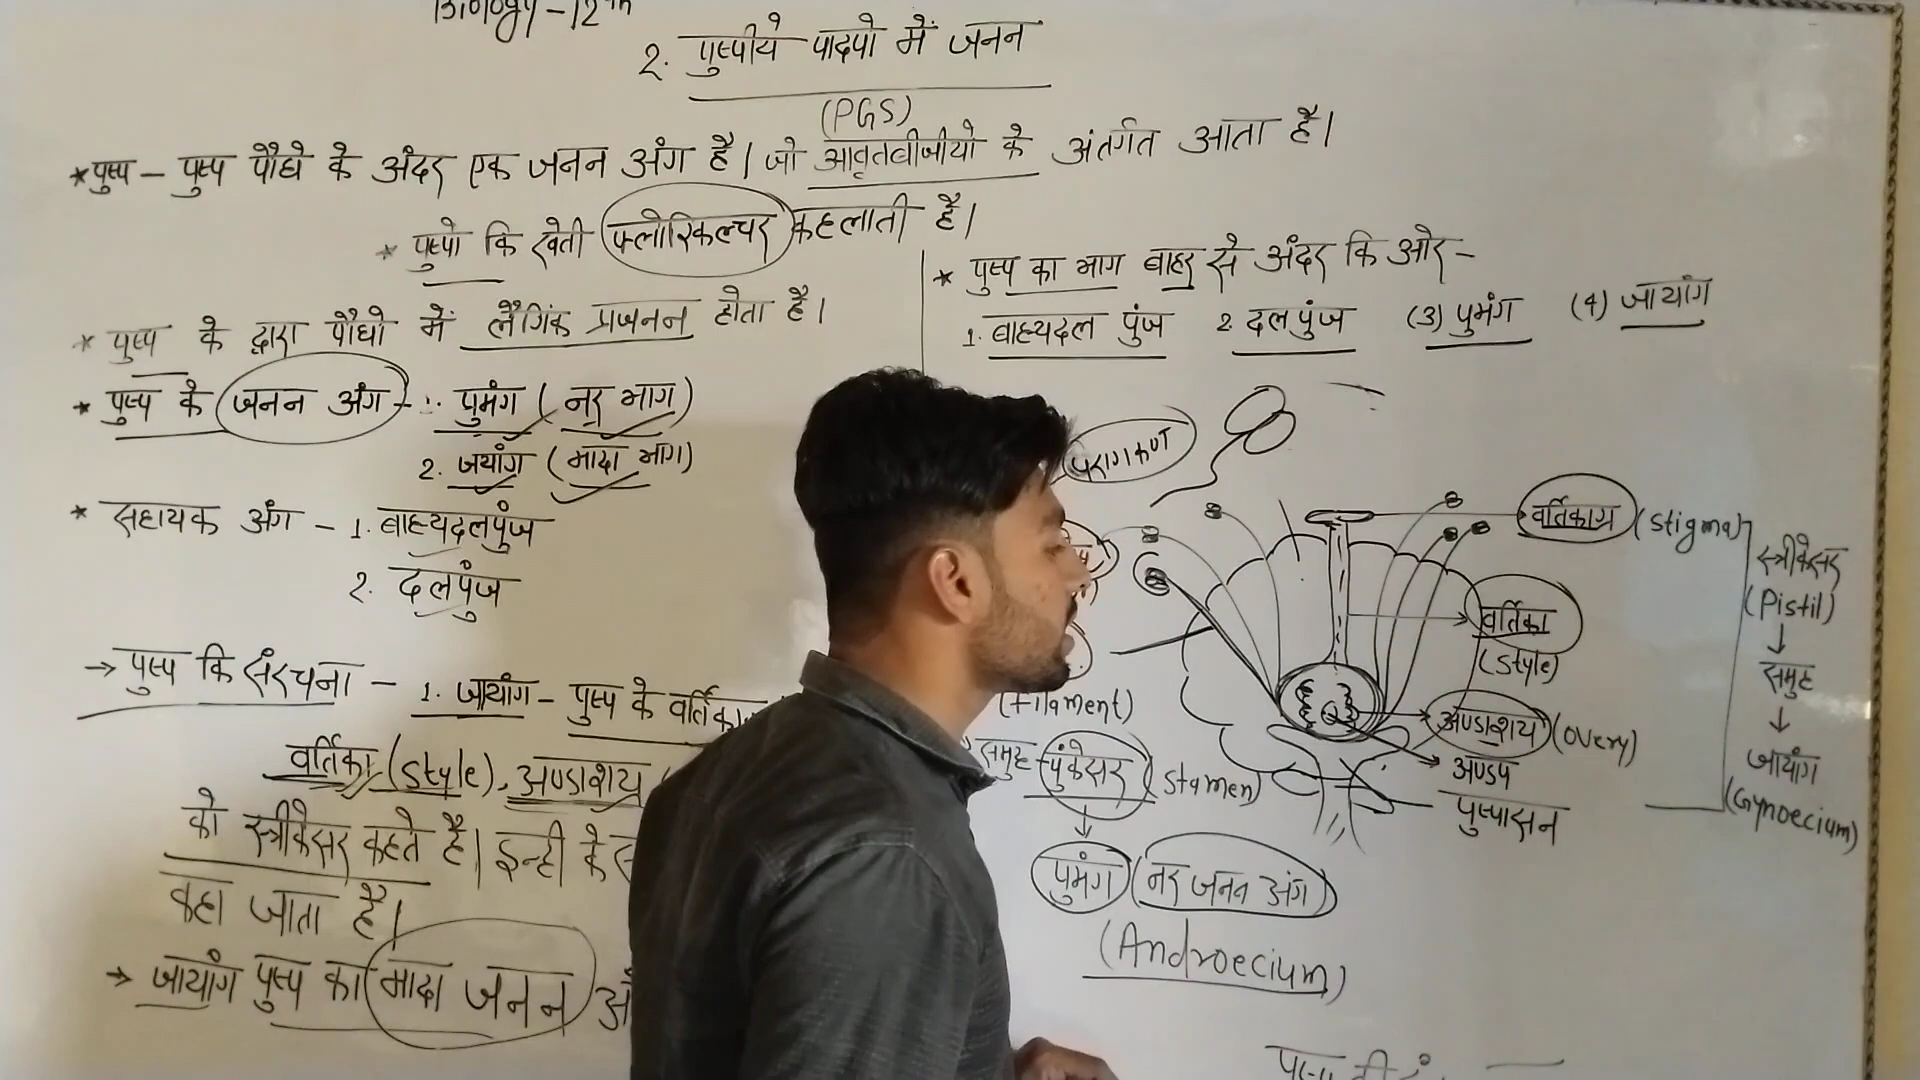 Biology-12th
2. पुष्पीये पादपो में जनन
(PGS)
*पुष्प - पुष्प पौधे के अंदर एक जनन अंग है। जो आवृतबीजीयो के अंतर्गत आता है।
* पुष्पो कि खेती फ्लोरिकल्चर कहलाती है।
* पुष्प के द्वारा पौधो में लैगिंक प्रजनन होता है।
* पुष्प के जनन अंग - 1. पुमंग (नर भाग)
2. जयांग (मादा भाग)
* सहायक अंग - 1. बाह्यदलपुंज
2. दलपुंज
→ पुष्प कि संरचना - 1. जायांग - पुष्प के
वर्तिका (Style), अण्डाशय
को स्त्रीकेसर कहते है। इन्ही के
कहा जाता है।
→ जायांग पुष्प का मादा जनन
* पुष्प का भाग बाहर से अंदर कि ओर -
1. बाह्यदल पुंज 2. दलपुंज (3) पुमंग (4) जायांग
परागकण
वर्तिकाग्र (Stigma)
वर्तिका
(Style)
अण्डाशय (Overy)
अण्डप
पुष्पासन
स्त्रीकेसर
(Pistil)
↓
समुह
↓
जायांग
(Gynoecium)
(Filament)
समुह - पुंकेसर (Stamen)
↓
पुमंग (नर जनन अंग)
(Androecium)